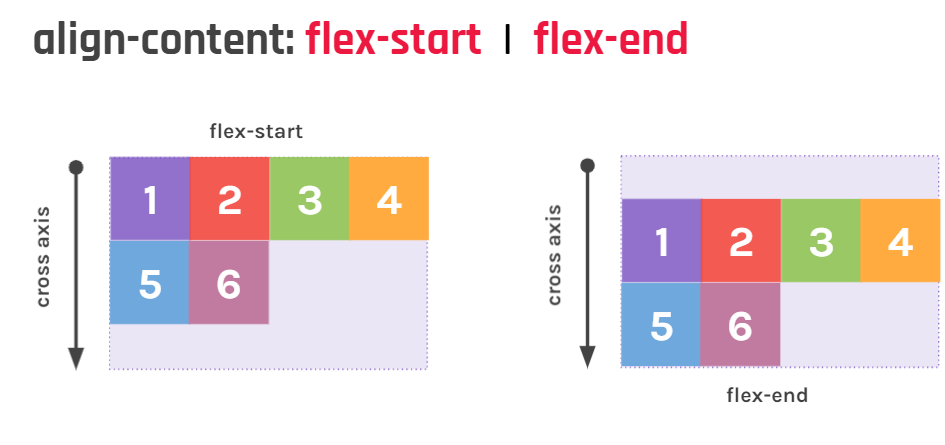 align-content: flex-start | flex-end
flex-start
cross axis
1 2 3 4
5 6
cross axis
1 2 3 4
5 6
flex-end